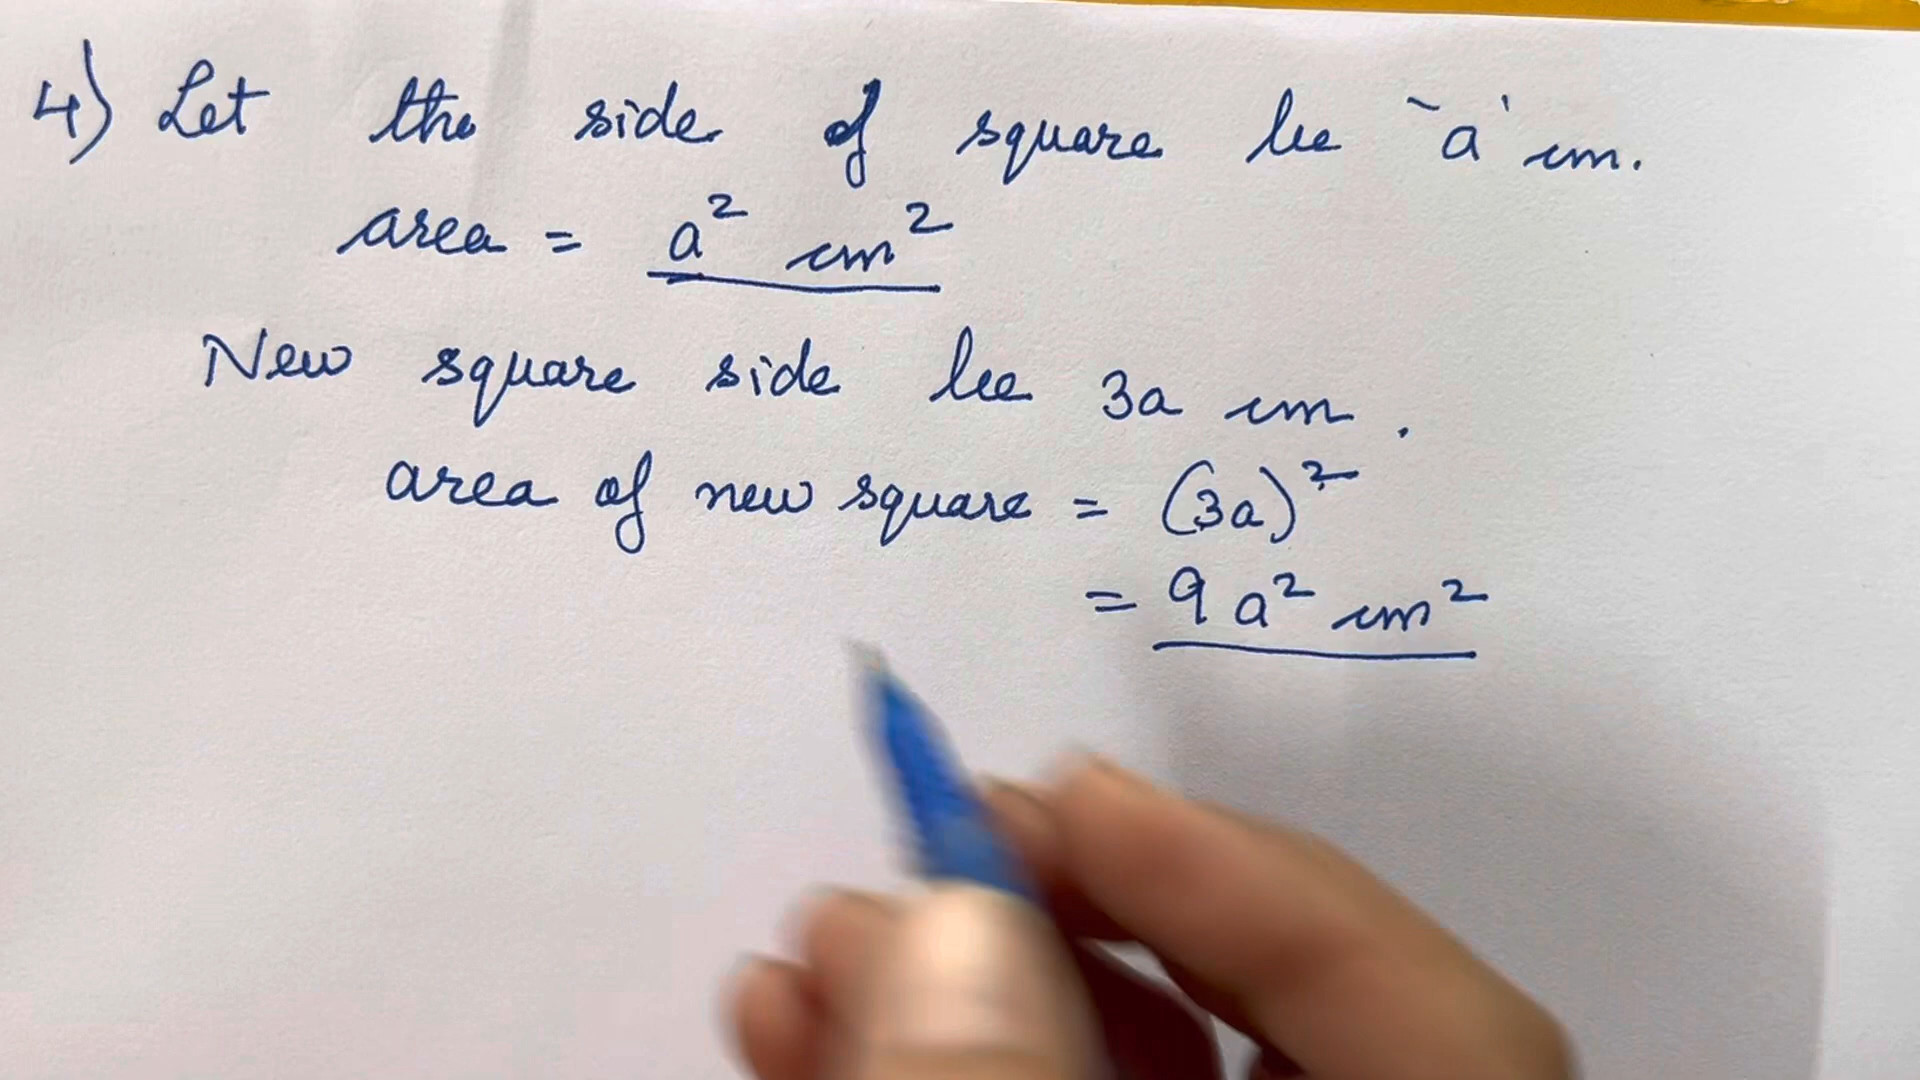 4) Let the side of square be 'a' cm.
area = a² cm²
New square side be 3a cm.
area of new square = (3a)²
= 9a² cm²